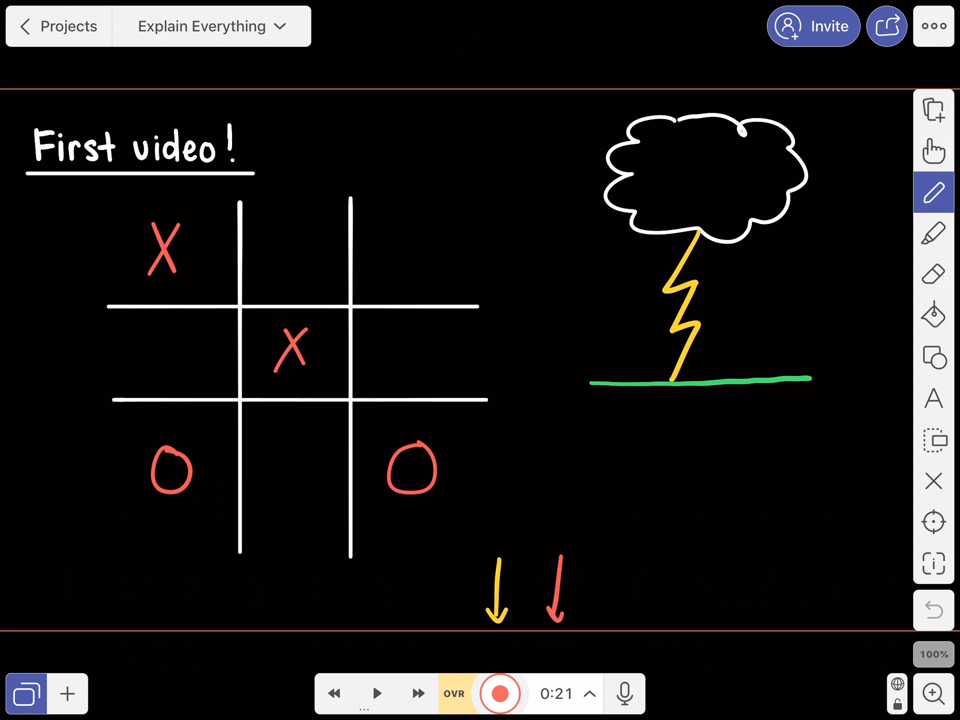 Projects
Explain Everything
Invite
First video!
X
X
O
O
A
100%
OVR
0:21